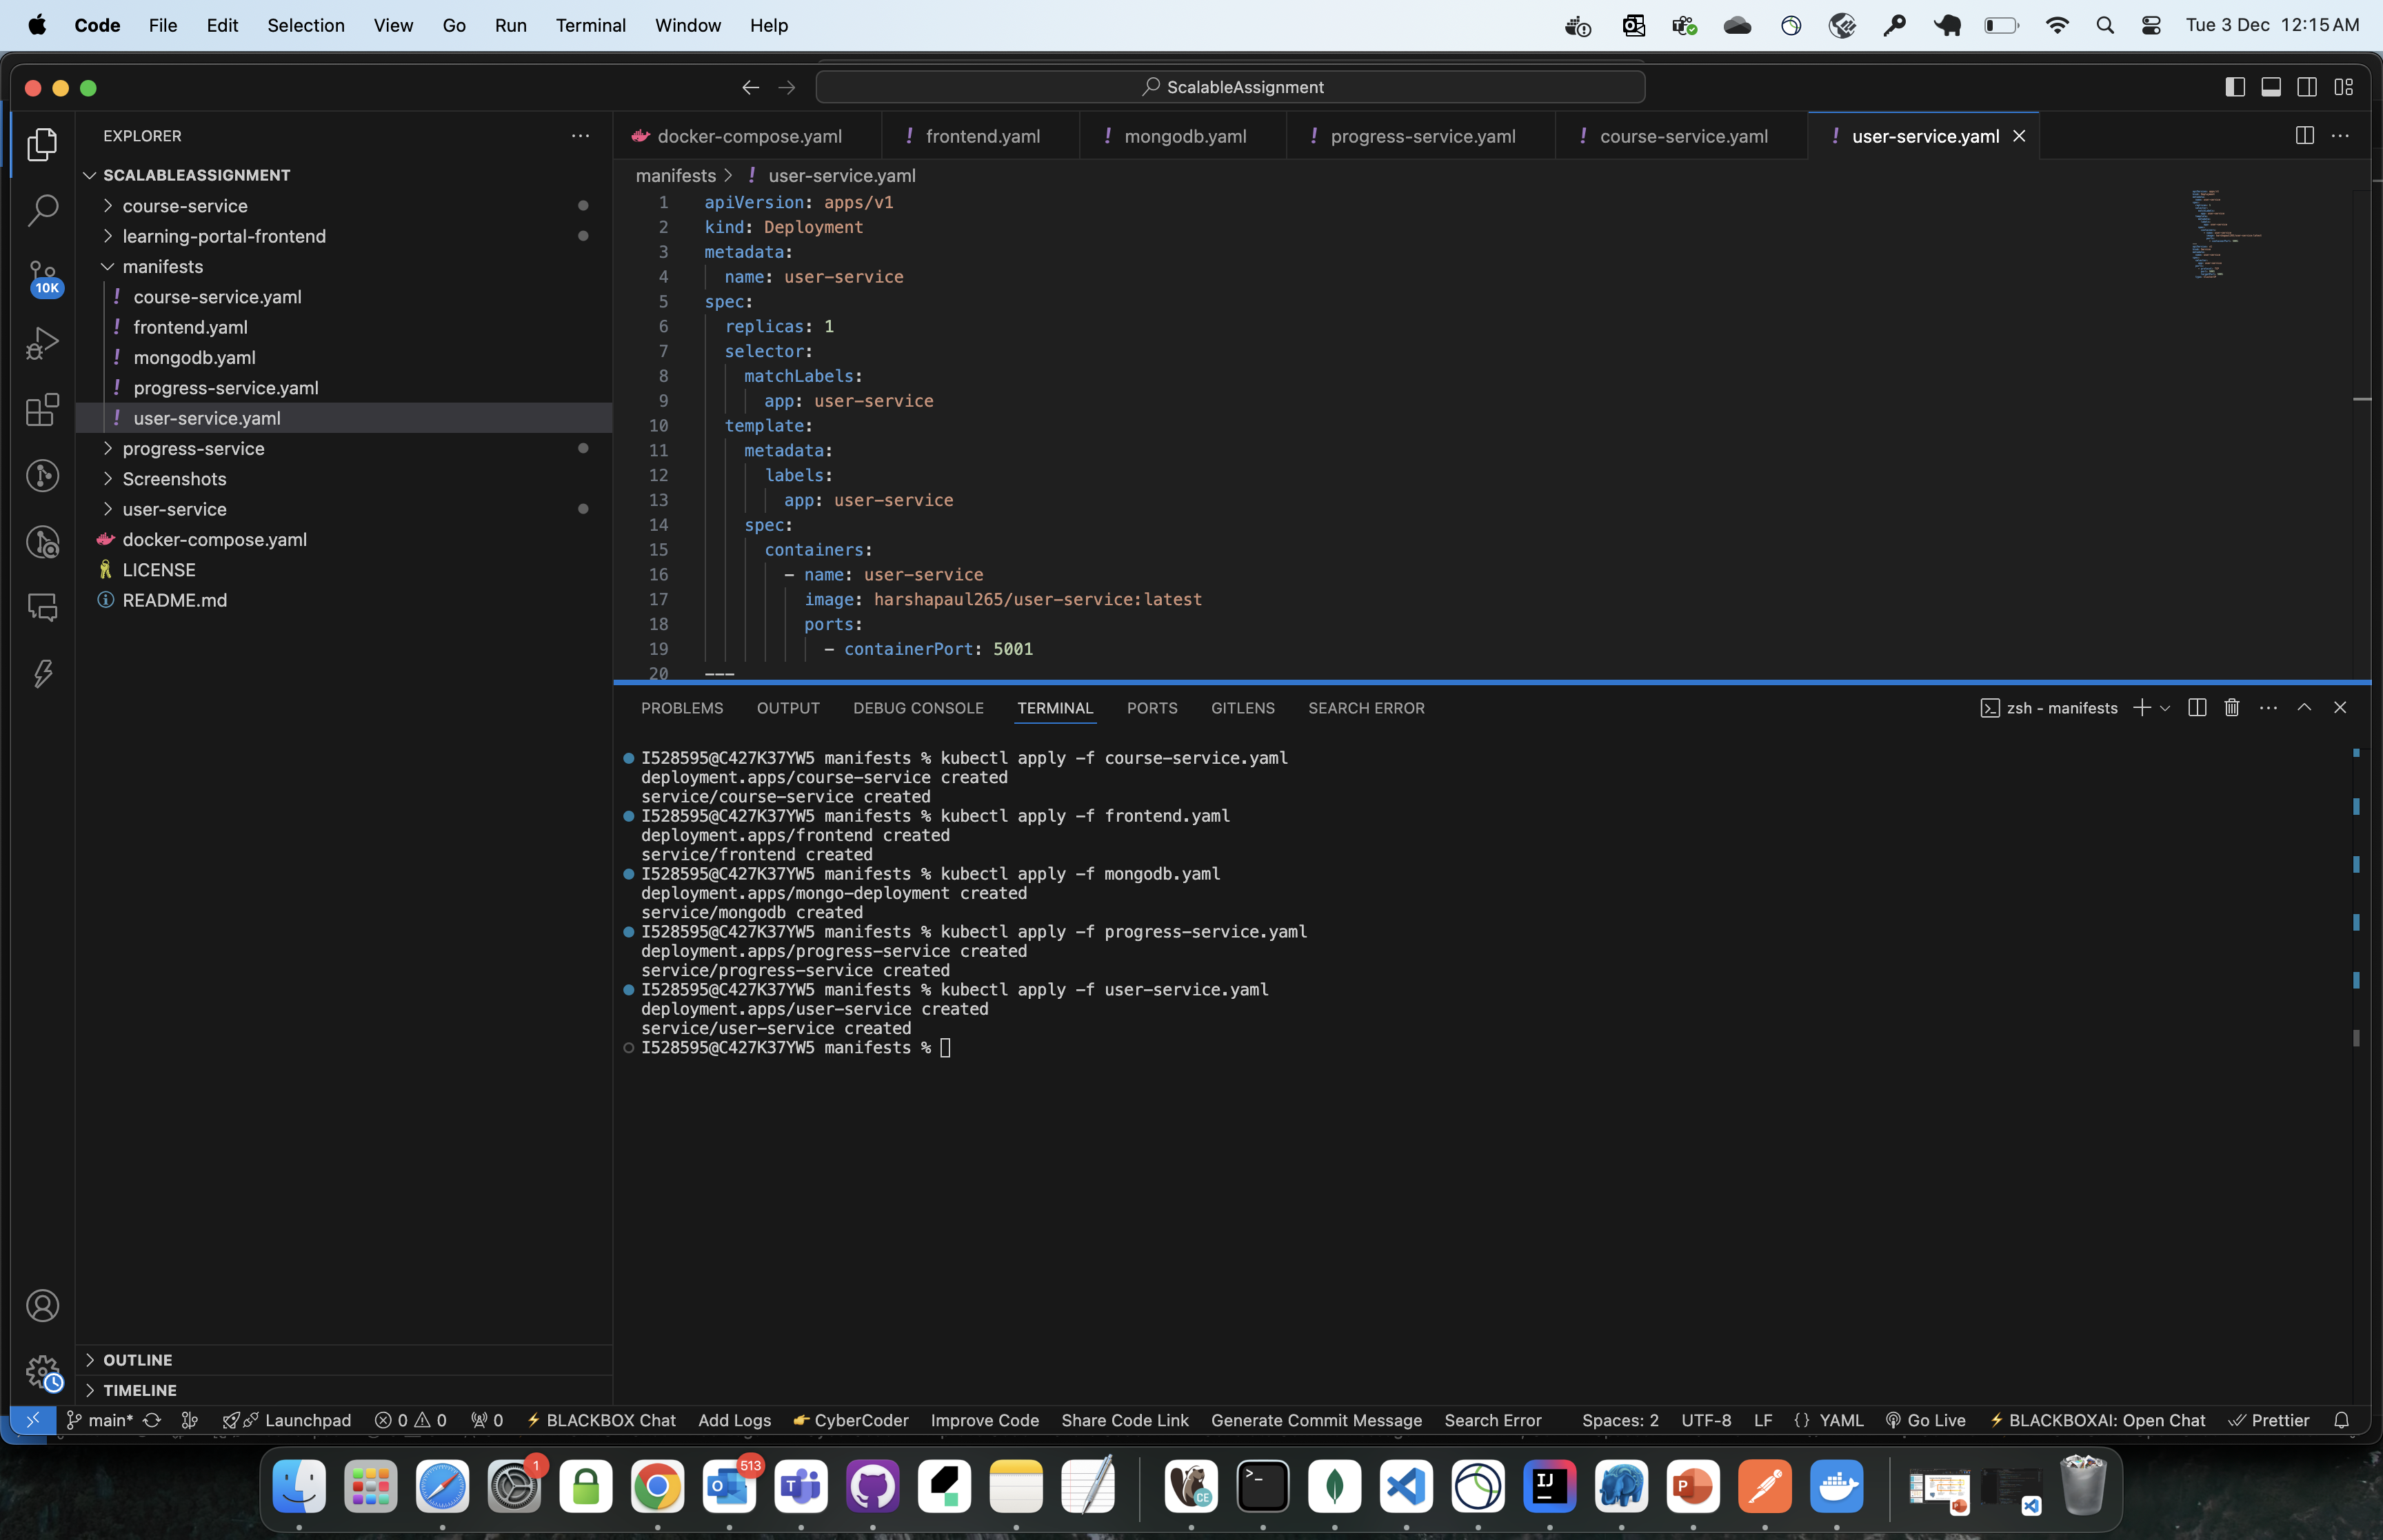 Code File Edit Selection View Go Run Terminal Window Help Tue 3 Dec 12:15 AM
ScalableAssignment
EXPLORER
SCALABLEASSIGNMENT
course-service
learning-portal-frontend
manifests
course-service.yaml
frontend.yaml
mongodb.yaml
progress-service.yaml
user-service.yaml
progress-service
Screenshots
user-service
docker-compose.yaml
LICENSE
README.md
OUTLINE
TIMELINE
10K
docker-compose.yaml ! frontend.yaml ! mongodb.yaml ! progress-service.yaml ! course-service.yaml ! user-service.yaml
manifests > ! user-service.yaml
1 apiVersion: apps/v1
2 kind: Deployment
3 metadata:
4 name: user-service
5 spec:
6 replicas: 1
7 selector:
8 matchLabels:
9 app: user-service
10 template:
11 metadata:
12 labels:
13 app: user-service
14 spec:
15 containers:
16 - name: user-service
17 image: harshapaul265/user-service:latest
18 ports:
19 - containerPort: 5001
20 ---
PROBLEMS OUTPUT DEBUG CONSOLE TERMINAL PORTS GITLENS SEARCH ERROR zsh - manifests
I528595@C427K37YW5 manifests % kubectl apply -f course-service.yaml
deployment.apps/course-service created
service/course-service created
I528595@C427K37YW5 manifests % kubectl apply -f frontend.yaml
deployment.apps/frontend created
service/frontend created
I528595@C427K37YW5 manifests % kubectl apply -f mongodb.yaml
deployment.apps/mongo-deployment created
service/mongodb created
I528595@C427K37YW5 manifests % kubectl apply -f progress-service.yaml
deployment.apps/progress-service created
service/progress-service created
I528595@C427K37YW5 manifests % kubectl apply -f user-service.yaml
deployment.apps/user-service created
service/user-service created
I528595@C427K37YW5 manifests %
main* Launchpad 0 0 0 BLACKBOX Chat Add Logs CyberCoder Improve Code Share Code Link Generate Commit Message Search Error Spaces: 2 UTF-8 LF {} YAML Go Live BLACKBOXAI: Open Chat Prettier
1 513
CE IJ P